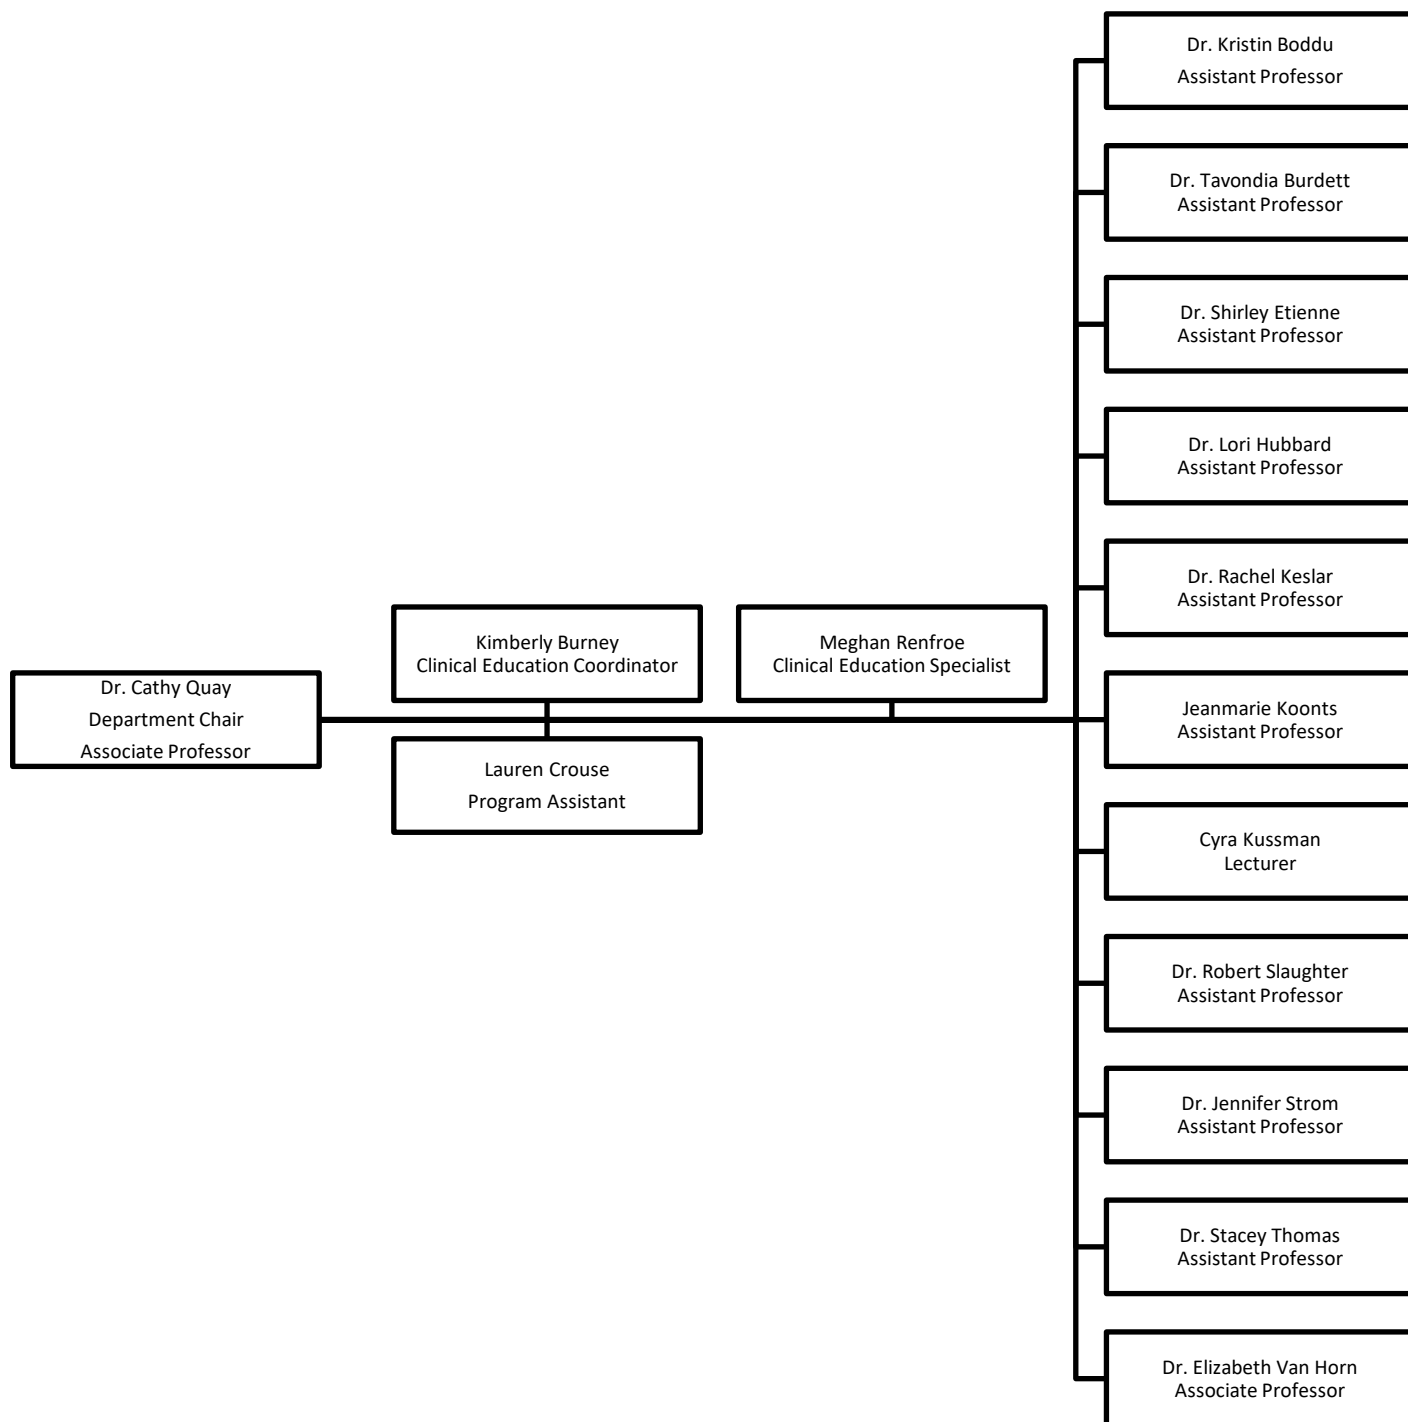 Dr. Cathy Quay
Department Chair
Associate Professor
Kimberly Burney
Clinical Education Coordinator
Lauren Crouse
Program Assistant
Meghan Renfroe
Clinical Education Specialist
Dr. Kristin Boddu
Assistant Professor
Dr. Tavondia Burdett
Assistant Professor
Dr. Shirley Etienne
Assistant Professor
Dr. Lori Hubbard
Assistant Professor
Dr. Rachel Keslar
Assistant Professor
Jeanmarie Koonts
Assistant Professor
Cyra Kussman
Lecturer
Dr. Robert Slaughter
Assistant Professor
Dr. Jennifer Strom
Assistant Professor
Dr. Stacey Thomas
Assistant Professor
Dr. Elizabeth Van Horn
Associate Professor